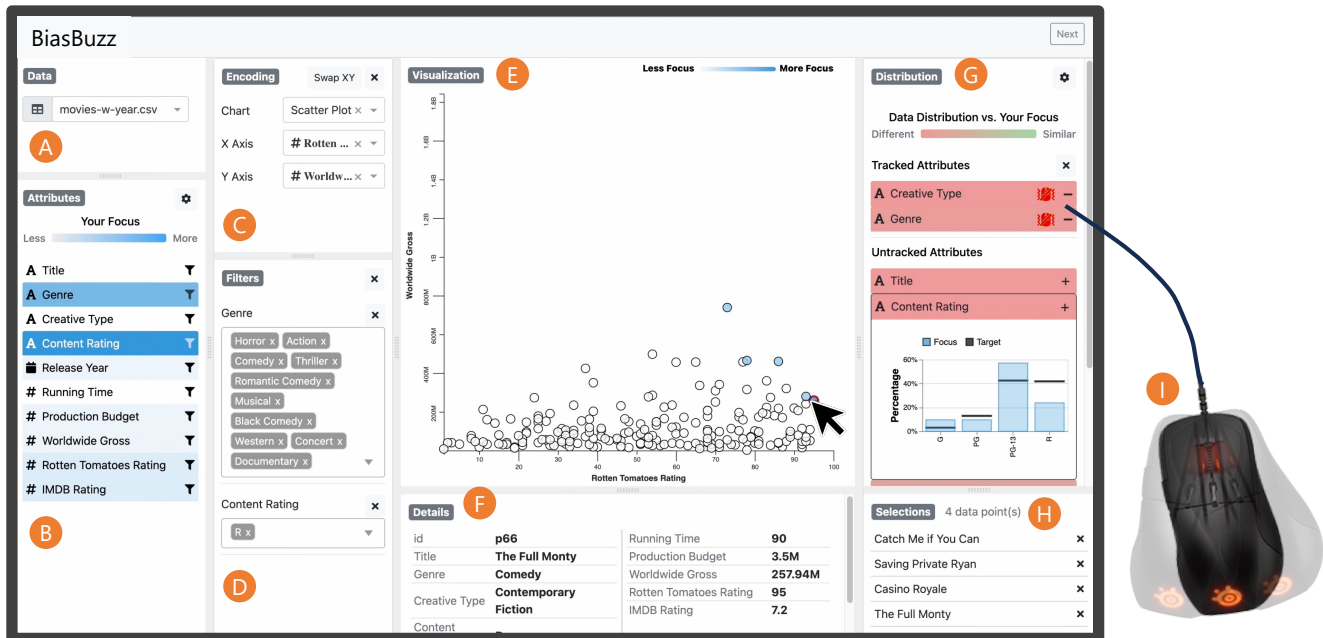 BiasBuzz
Next
Data
movies-w-year.csv
A
Attributes
Your Focus
Less
More
A Title
A Genre
A Creative Type
A Content Rating
Release Year
# Running Time
# Production Budget
# Worldwide Gross
# Rotten Tomatoes Rating
# IMDB Rating
B
Encoding
Swap XY ×
Chart
Scatter Plot ×
X Axis
# Rotten ... ×
Y Axis
# Worldw... ×
C
Filters ×
Genre ×
Horror x Action x
Comedy x Thriller x
Romantic Comedy x
Musical x
Black Comedy x
Western x Concert x
Documentary x
Content Rating ×
R x
D
Visualization
E
Less Focus
More Focus
1.8B
1.6B
1.4B
1.2B
1B
800M
600M
400M
200M
Worldwide Gross
10
20
30
40
50
60
70
80
90
100
Rotten Tomatoes Rating
Details
F
id p66
Title The Full Monty
Genre Comedy
Creative Type Contemporary
Fiction
Content
Running Time 90
Production Budget 3.5M
Worldwide Gross 257.94M
Rotten Tomatoes Rating 95
IMDB Rating 7.2
Distribution
G
Data Distribution vs. Your Focus
Different
Similar
Tracked Attributes ×
A Creative Type −
A Genre −
Untracked Attributes
A Title +
A Content Rating +
Focus Target
60%
40%
20%
0%
Percentage
G
PG
PG-13
R
Selections 4 data point(s)
H
Catch Me if You Can ×
Saving Private Ryan ×
Casino Royale ×
The Full Monty ×
I